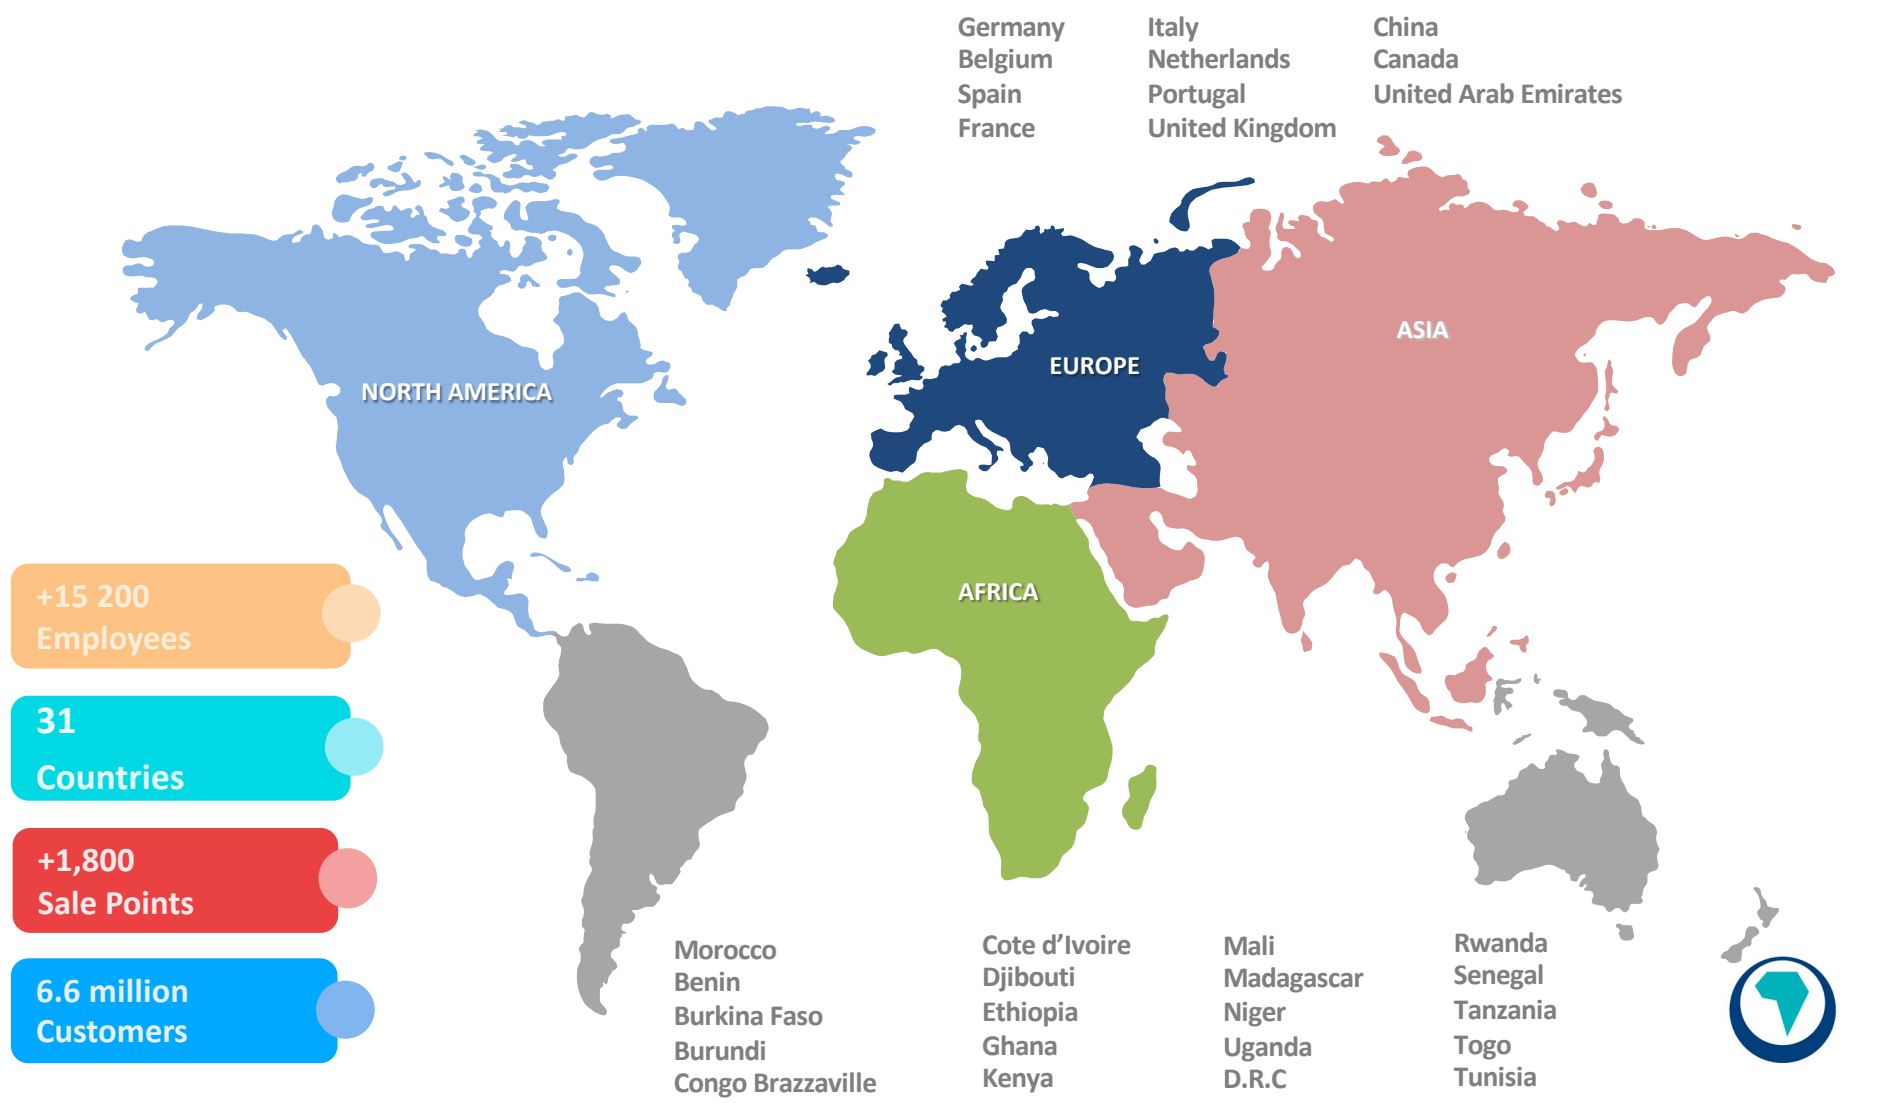 Germany
Belgium
Spain
France
Italy
Netherlands
Portugal
United Kingdom
China
Canada
United Arab Emirates
NORTH AMERICA
EUROPE
ASIA
AFRICA
+15 200
Employees
31
Countries
+1,800
Sale Points
6.6 million
Customers
Morocco
Benin
Burkina Faso
Burundi
Congo Brazzaville
Cote d’Ivoire
Djibouti
Ethiopia
Ghana
Kenya
Mali
Madagascar
Niger
Uganda
D.R.C
Rwanda
Senegal
Tanzania
Togo
Tunisia